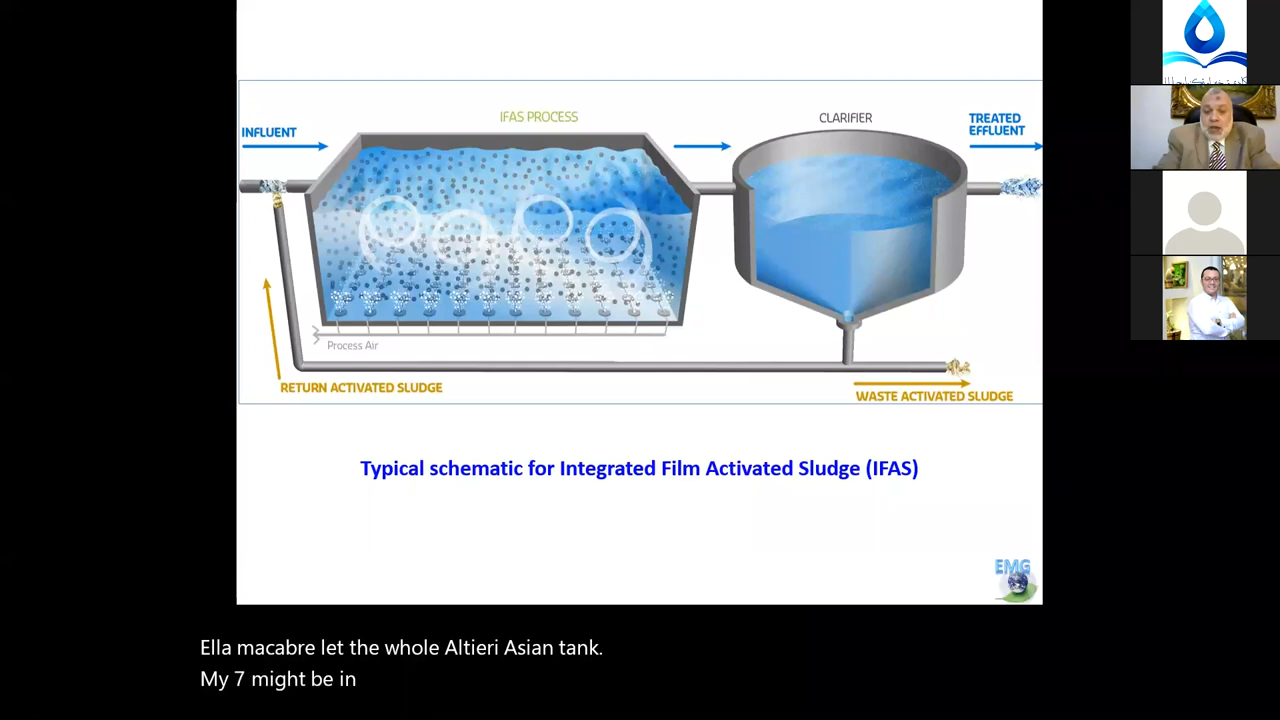 INFLUENT
IFAS PROCESS
CLARIFIER
TREATED
EFFLUENT
Process Air
RETURN ACTIVATED SLUDGE
WASTE ACTIVATED SLUDGE
Typical schematic for Integrated Film Activated Sludge (IFAS)
EMG
Ella macabre let the whole Altieri Asian tank.
My 7 might be in